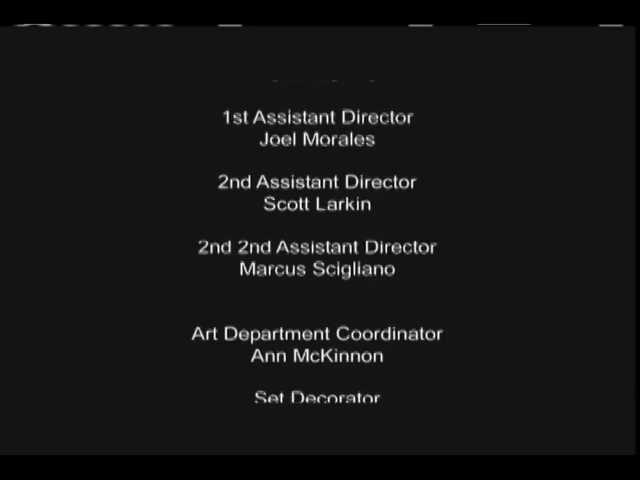 1st Assistant Director
Joel Morales
2nd Assistant Director
Scott Larkin
2nd 2nd Assistant Director
Marcus Scigliano
Art Department Coordinator
Ann McKinnon
Set Decorator